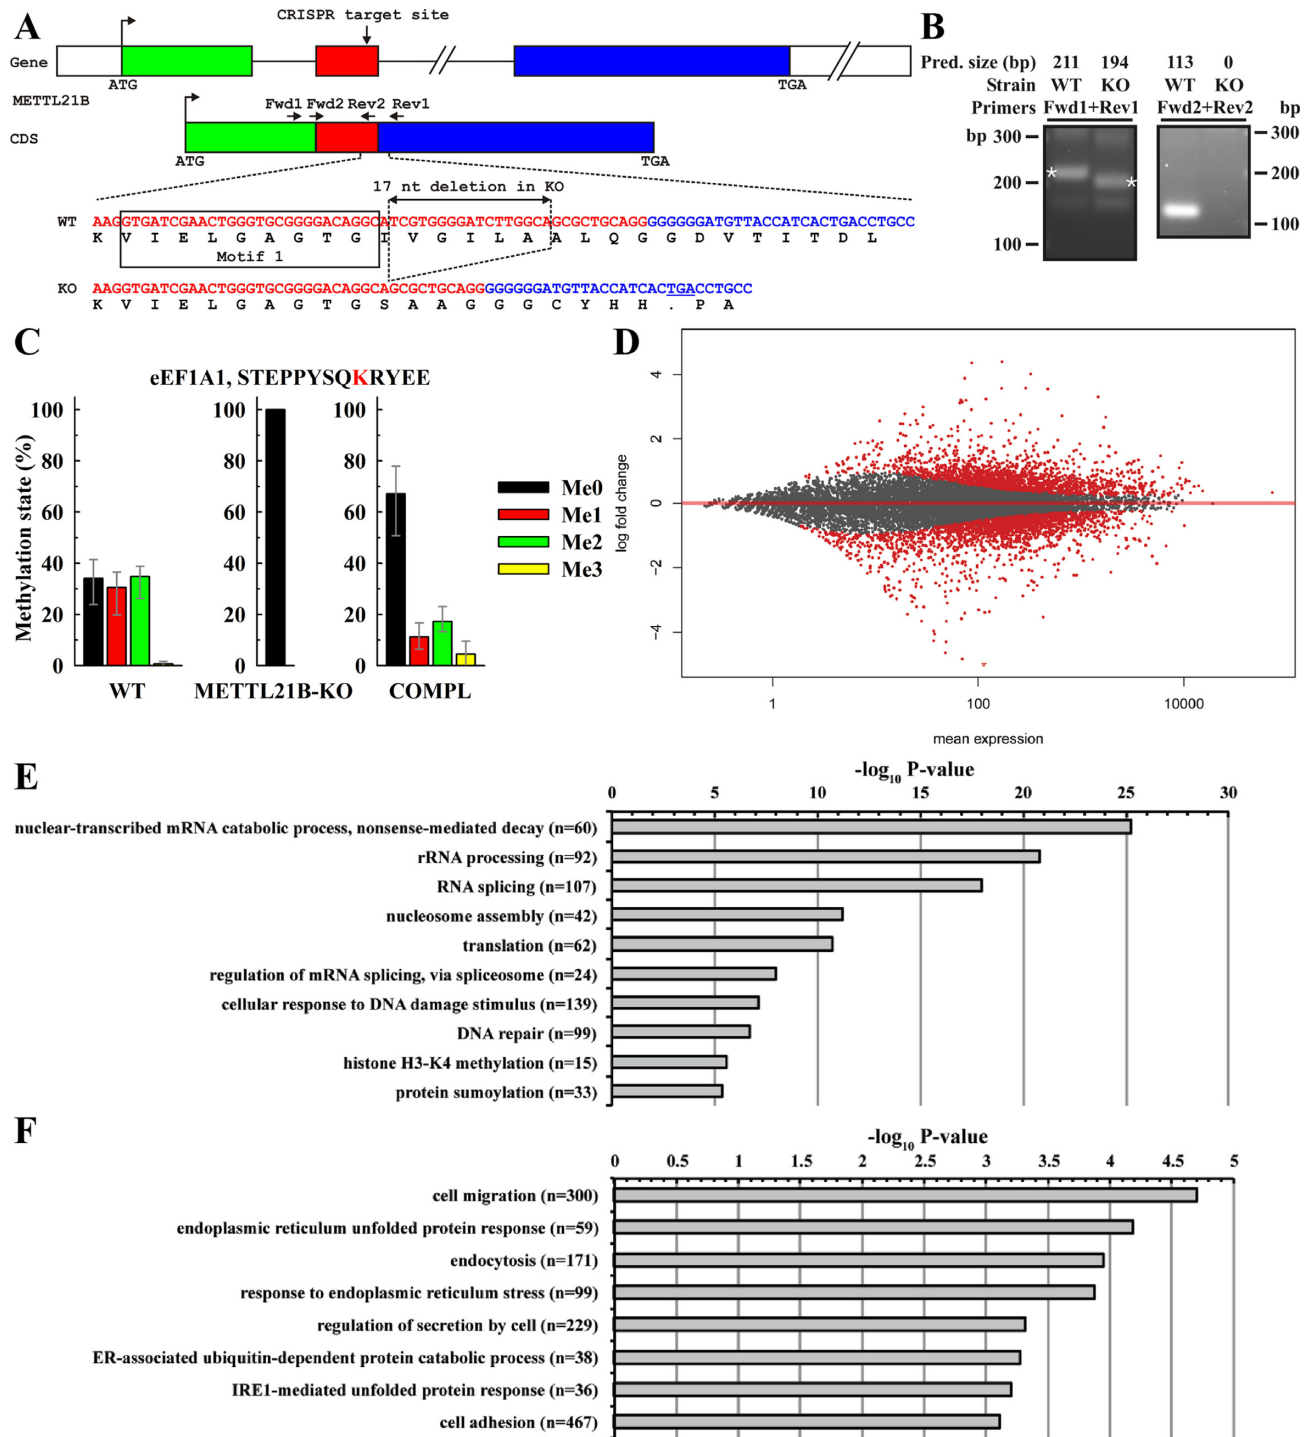 A
CRISPR target site
Gene
ATG
TGA
METTL21B
Fwd1 Fwd2 Rev2 Rev1
CDS
ATG
TGA
17 nt deletion in KO
WT AAGGTGATCGAACTGGGTGCGGGGACAGGCATCGTGGGGATCTTGGCAGCGCTGCAGGGGGGGGATGTTACCATCACTGACCTGCC
K V I E L G A G T G I V G I L A A L Q G G D V T I T D L
Motif 1
KO AAGGTGATCGAACTGGGTGCGGGGACAGGCAGCGCTGCAGGGGGGGGATGTTACCATCACTGACCTGCC
K V I E L G A G T G S A A G G G C Y H H . P A
B
Pred. size (bp) 211 194 113 0
Strain WT KO WT KO
Primers Fwd1+Rev1 Fwd2+Rev2 bp
bp 300
200
100
*
*
300
200
100
C
eEF1A1, STEPPYSQKRYEE
Methylation state (%)
100 80 60 40 20 0
WT
100 80 60 40 20 0
METTL21B-KO
100 80 60 40 20 0
COMPL
Me0
Me1
Me2
Me3
D
log fold change
4
2
0
−2
−4
1 100 10000
mean expression
E
-log10 P-value
0 5 10 15 20 25 30
nuclear-transcribed mRNA catabolic process, nonsense-mediated decay (n=60)
rRNA processing (n=92)
RNA splicing (n=107)
nucleosome assembly (n=42)
translation (n=62)
regulation of mRNA splicing, via spliceosome (n=24)
cellular response to DNA damage stimulus (n=139)
DNA repair (n=99)
histone H3-K4 methylation (n=15)
protein sumoylation (n=33)
F
-log10 P-value
0 0.5 1 1.5 2 2.5 3 3.5 4 4.5 5
cell migration (n=300)
endoplasmic reticulum unfolded protein response (n=59)
endocytosis (n=171)
response to endoplasmic reticulum stress (n=99)
regulation of secretion by cell (n=229)
ER-associated ubiquitin-dependent protein catabolic process (n=38)
IRE1-mediated unfolded protein response (n=36)
cell adhesion (n=467)